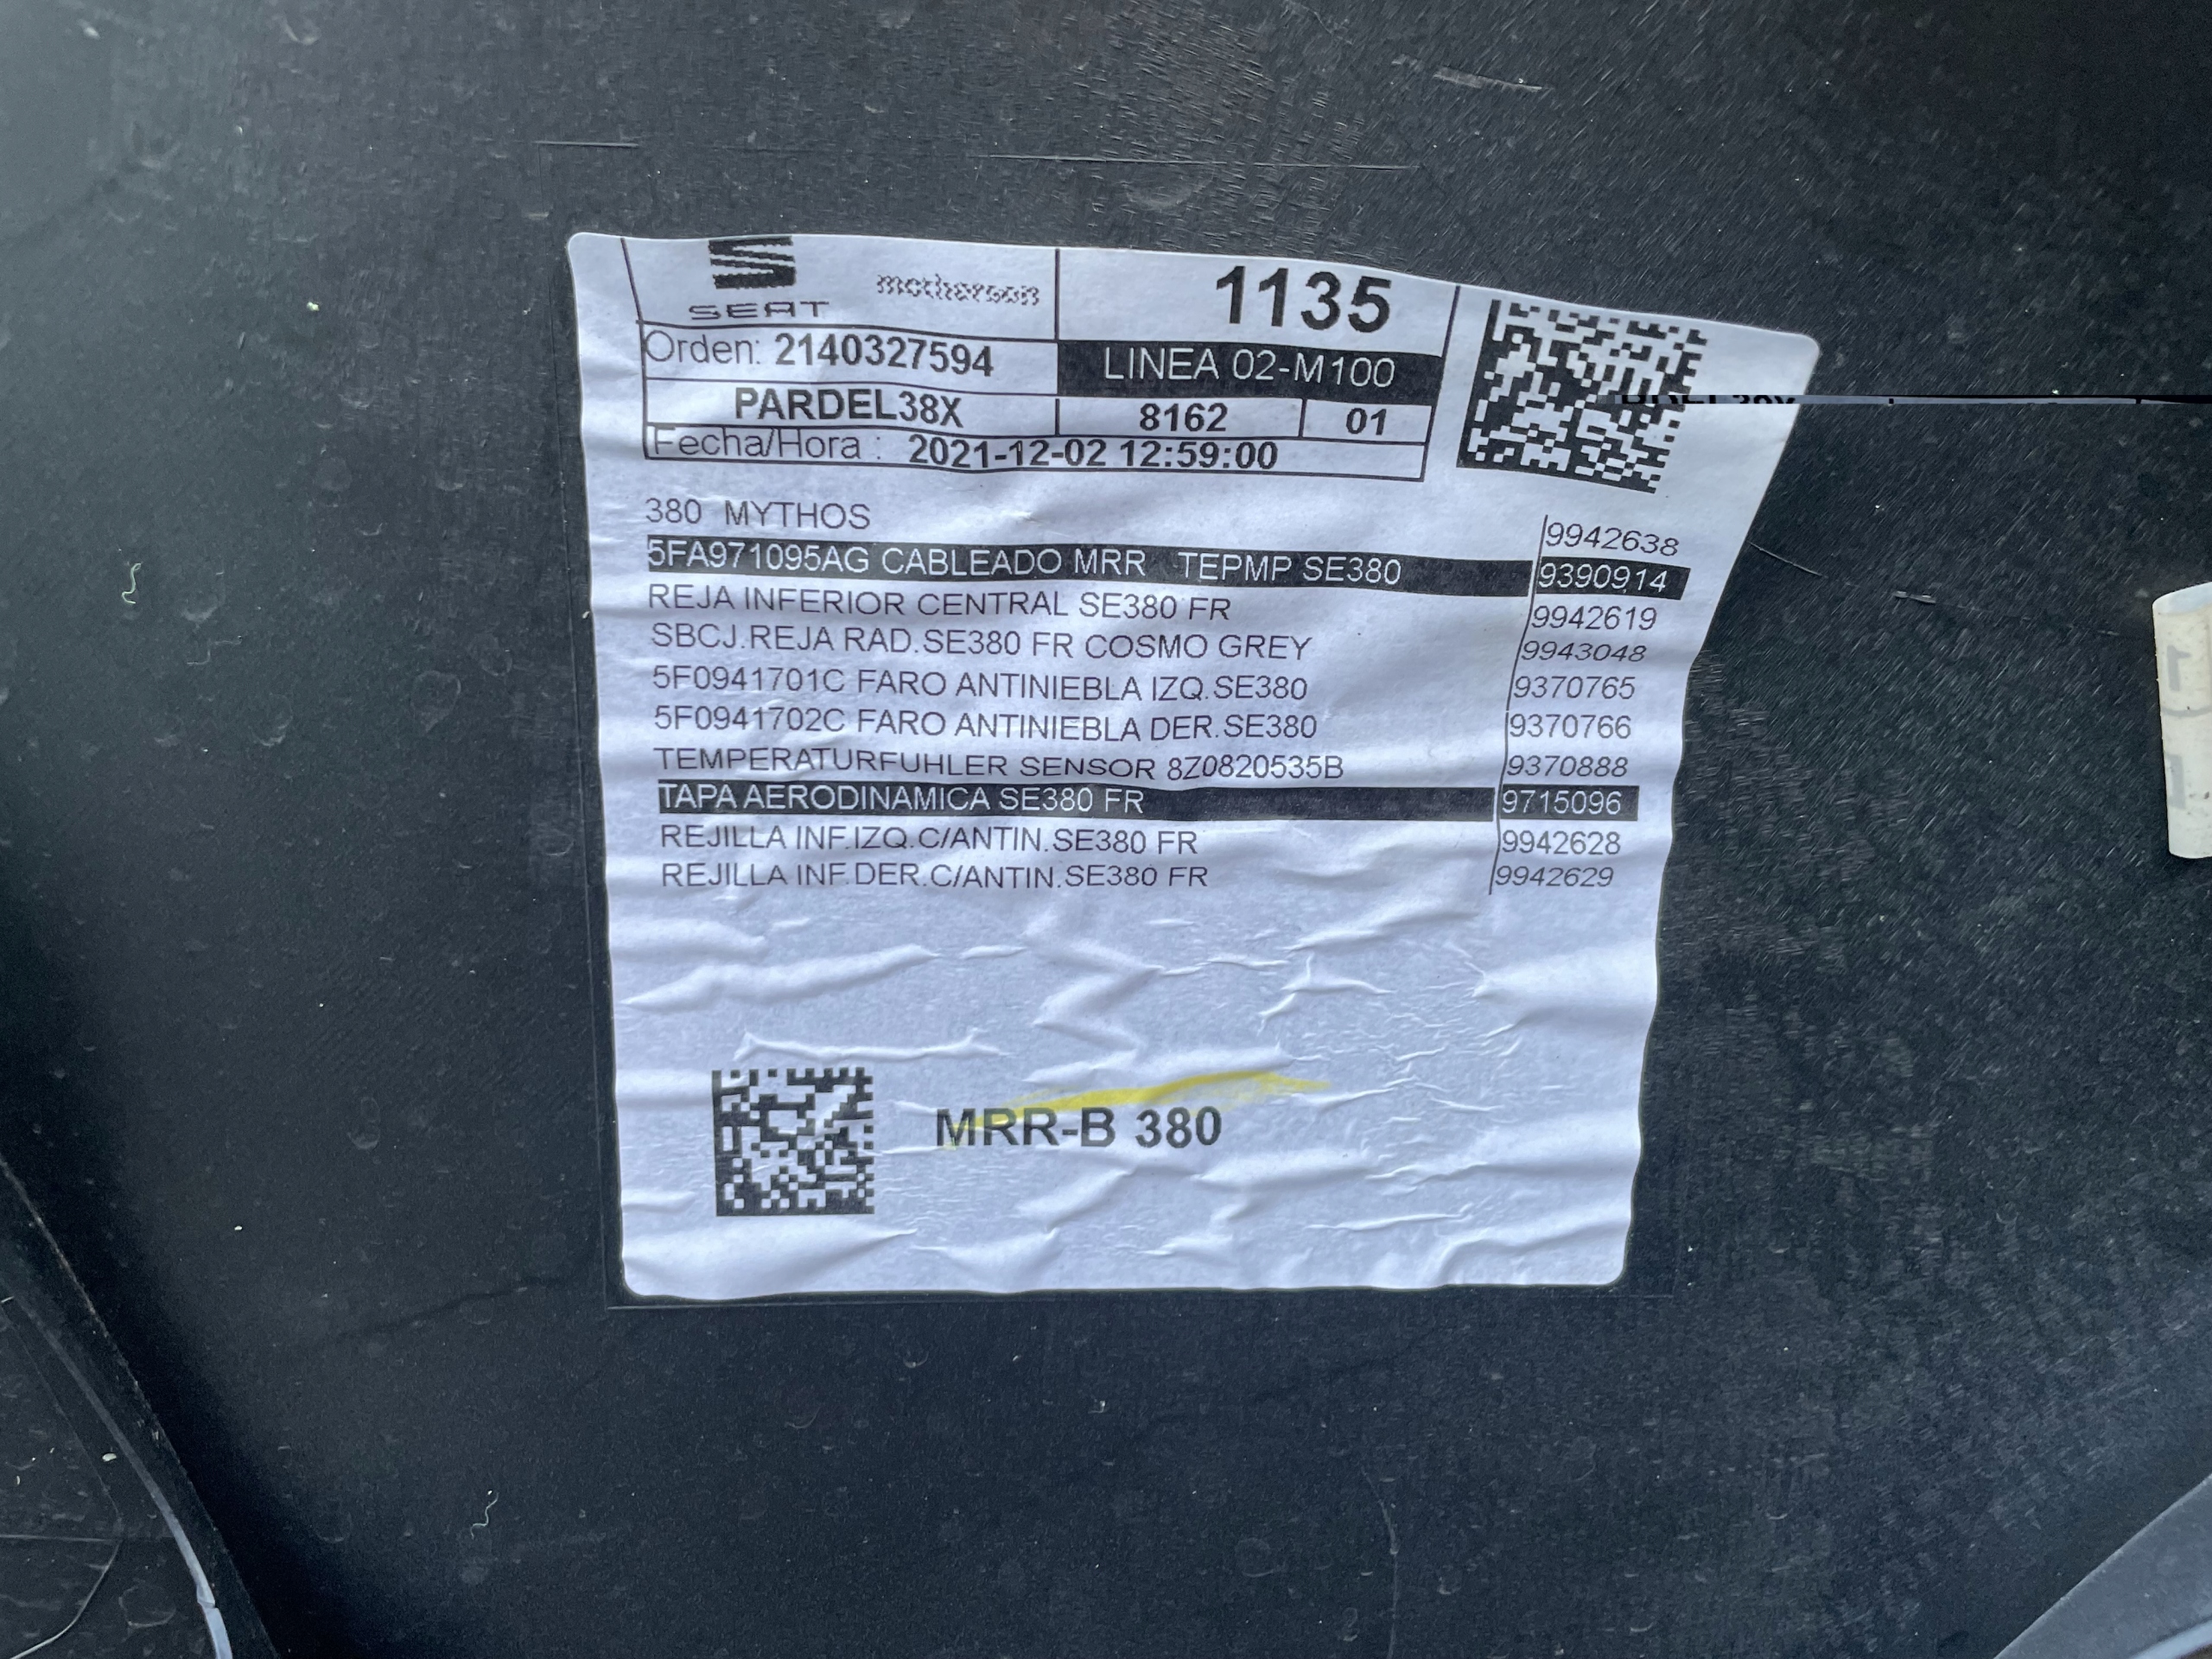 SEAT
motherson
1135
Orden: 2140327594
LINEA 02-M100
PARDEL38X
8162
01
Fecha/Hora : 2021-12-02 12:59:00
380 MYTHOS 9942638
5FA971095AG CABLEADO MRR TEPMP SE380 9390914
REJA INFERIOR CENTRAL SE380 FR 9942619
SBCJ.REJA RAD.SE380 FR COSMO GREY 9943048
5F0941701C FARO ANTINIEBLA IZQ.SE380 9370765
5F0941702C FARO ANTINIEBLA DER.SE380 9370766
TEMPERATURFUHLER SENSOR 8Z0820535B 9370888
TAPA AERODINAMICA SE380 FR 9715096
REJILLA INF.IZQ.C/ANTIN.SE380 FR 9942628
REJILLA INF.DER.C/ANTIN.SE380 FR 9942629
MRR-B 380